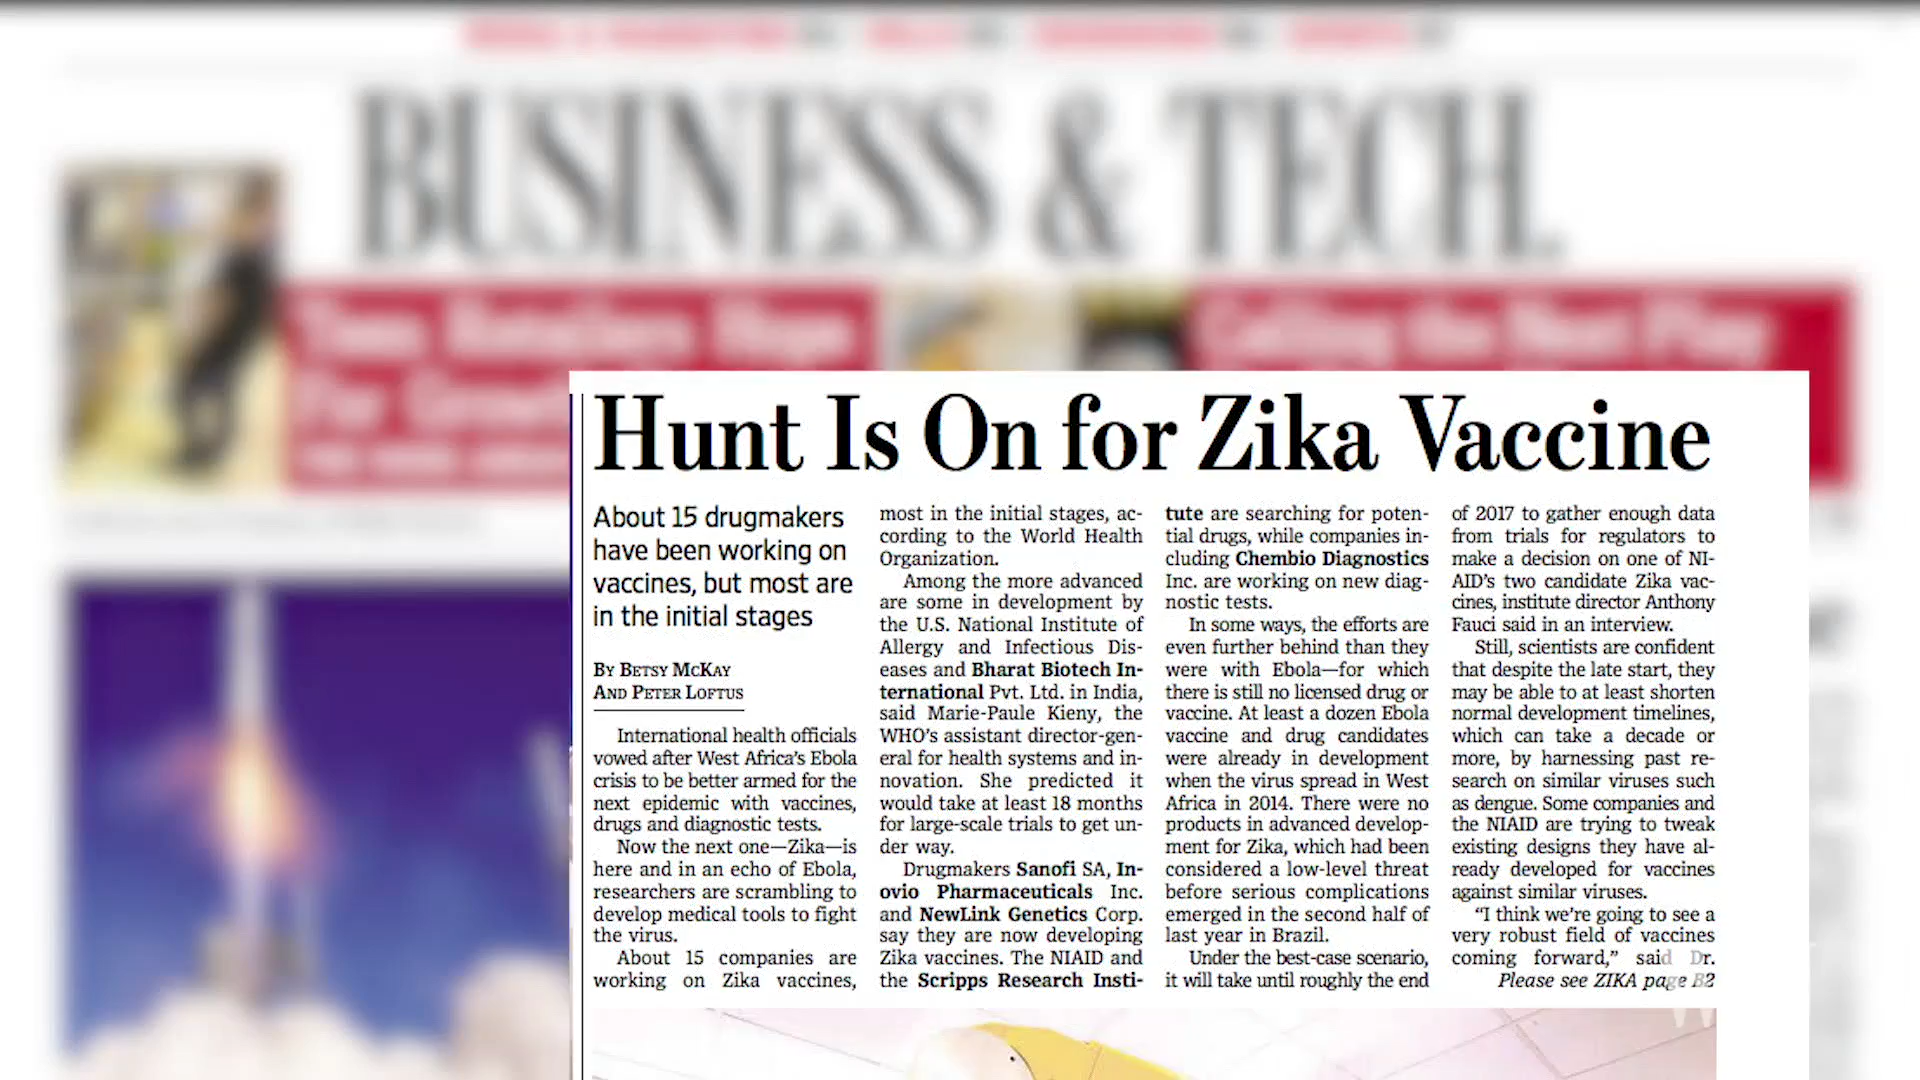 BUSINESS & TECH.
Two Retailers Hope
For Growth
Calling the Next Play
Hunt Is On for Zika Vaccine
About 15 drugmakers
have been working on
vaccines, but most are
in the initial stages
BY BETSY MCKAY
AND PETER LOFTUS
International health officials
vowed after West Africa’s Ebola
crisis to be better armed for the
next epidemic with vaccines,
drugs and diagnostic tests.
Now the next one—Zika—is
here and in an echo of Ebola,
researchers are scrambling to
develop medical tools to fight
the virus.
About 15 companies are
working on Zika vaccines,
most in the initial stages, ac-
cording to the World Health
Organization.
Among the more advanced
are some in development by
the U.S. National Institute of
Allergy and Infectious Dis-
eases and Bharat Biotech In-
ternational Pvt. Ltd. in India,
said Marie-Paule Kieny, the
WHO’s assistant director-gen-
eral for health systems and in-
novation. She predicted it
would take at least 18 months
for large-scale trials to get un-
der way.
Drugmakers Sanofi SA, In-
ovio Pharmaceuticals Inc.
and NewLink Genetics Corp.
say they are now developing
Zika vaccines. The NIAID and
the Scripps Research Insti-
tute are searching for poten-
tial drugs, while companies in-
cluding Chembio Diagnostics
Inc. are working on new diag-
nostic tests.
In some ways, the efforts are
even further behind than they
were with Ebola—for which
there is still no licensed drug or
vaccine. At least a dozen Ebola
vaccine and drug candidates
were already in development
when the virus spread in West
Africa in 2014. There were no
products in advanced develop-
ment for Zika, which had been
considered a low-level threat
before serious complications
emerged in the second half of
last year in Brazil.
Under the best-case scenario,
it will take until roughly the end
of 2017 to gather enough data
from trials for regulators to
make a decision on one of NI-
AID’s two candidate Zika vac-
cines, institute director Anthony
Fauci said in an interview.
Still, scientists are confident
that despite the late start, they
may be able to at least shorten
normal development timelines,
which can take a decade or
more, by harnessing past re-
search on similar viruses such
as dengue. Some companies and
the NIAID are trying to tweak
existing designs they have al-
ready developed for vaccines
against similar viruses.
“I think we’re going to see a
very robust field of vaccines
coming forward,” said Dr.
Please see ZIKA page B2